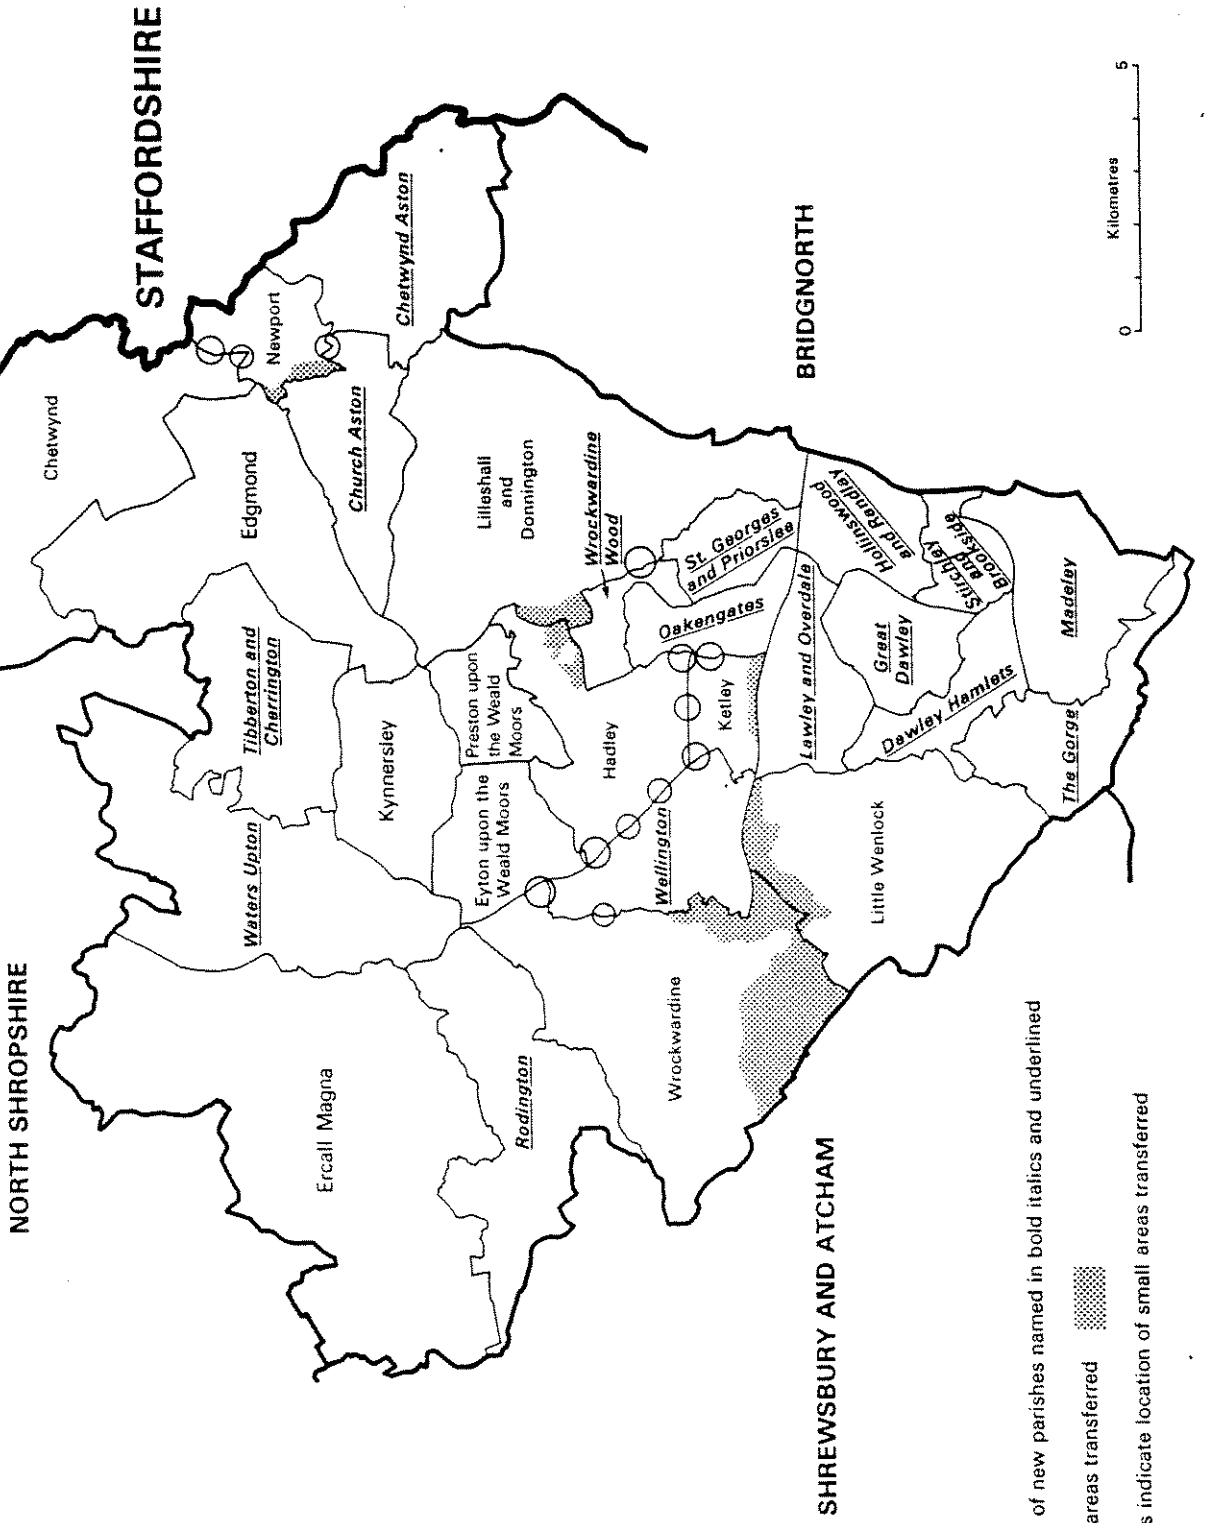 NORTH SHROPSHIRE
STAFFORDSHIRE
Chetwynd
Newport
Edgmond
Chetwynd Aston
Church Aston
Tibberton and
Cherrington
Waters Upton
Ercall Magna
Kynnersley
Lilleshall
and
Donnington
Preston upon
the Weald
Moors
Eyton upon the
Weald Moors
Rodington
Wrockwardine
Wood
Hadley
St. Georges
and Priorslee
Oakengates
Ketley
Wellington
Wrockwardine
BRIDGNORTH
Lawley and Overdale
Hollinswood
and Randlay
Great
Dawley
Stirchley
and
Brookside
Dawley Hamlets
Little Wenlock
Madeley
The Gorge
SHREWSBURY AND ATCHAM
0
5
Kilometres
of new parishes named in bold italics and underlined
areas transferred
s indicate location of small areas transferred